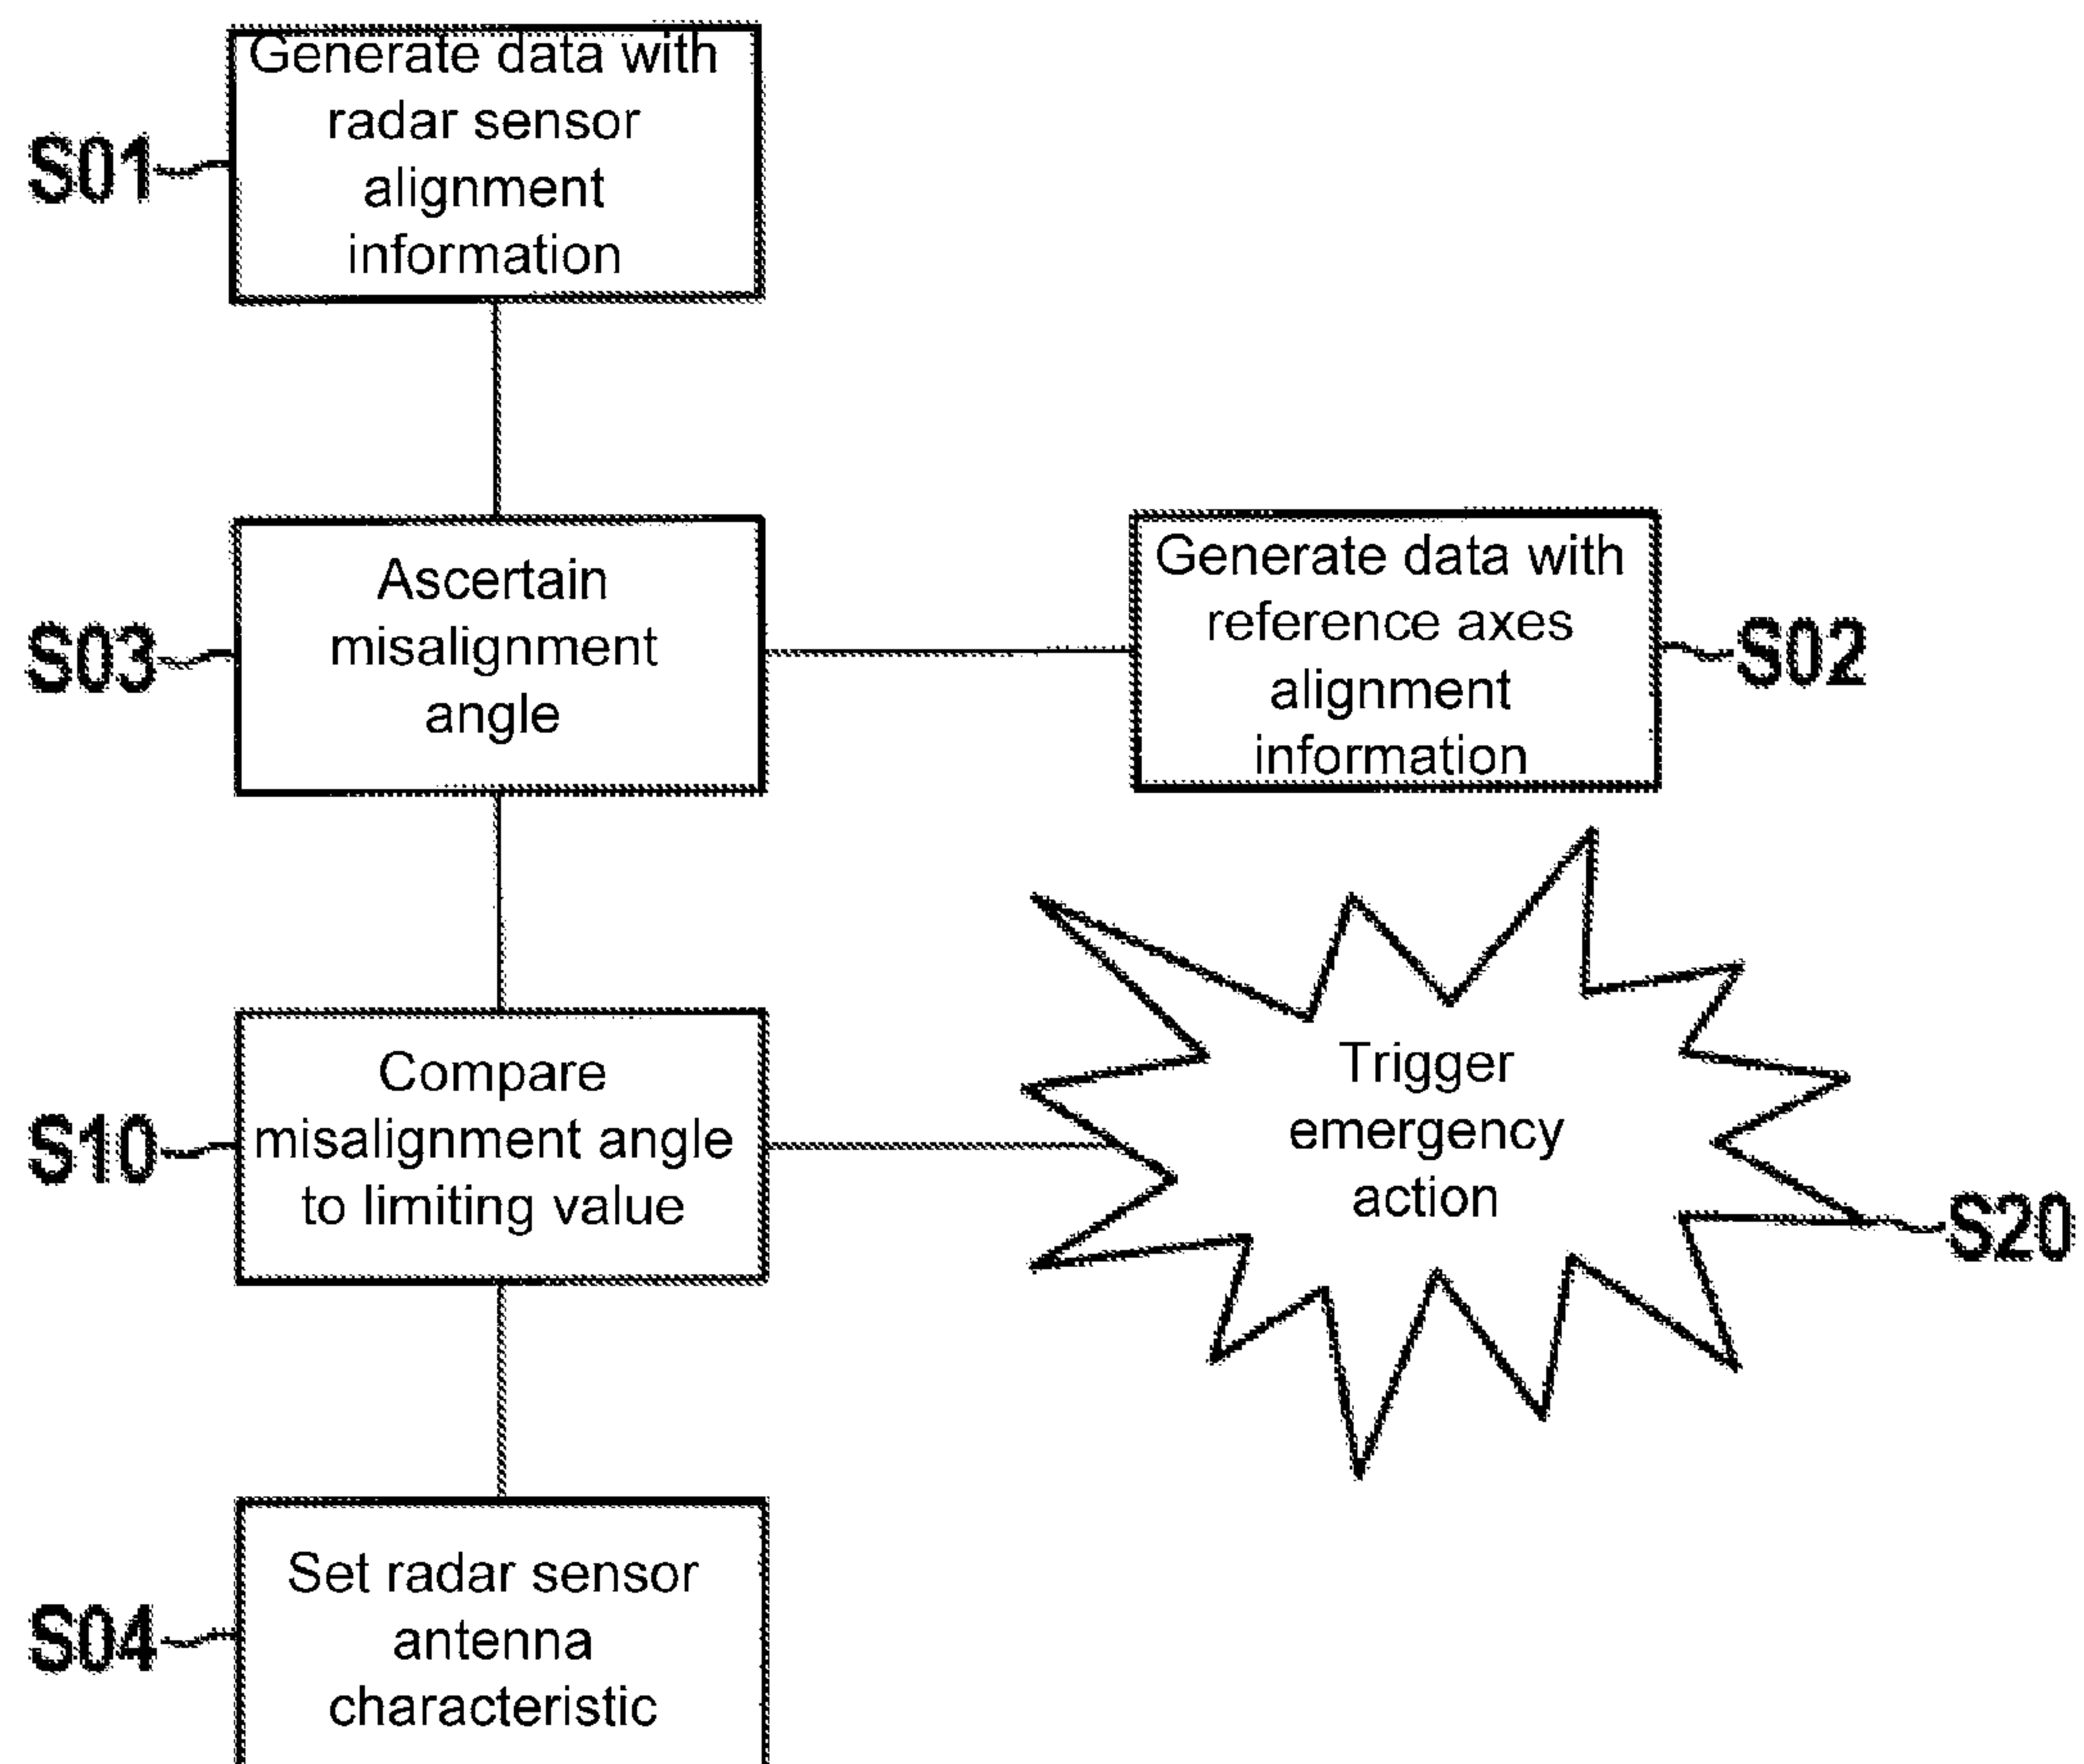 Generate data with
radar sensor
alignment
information
S01
Ascertain
misalignment
angle
S03
Generate data with
reference axes
alignment
information
S02
Compare
misalignment angle
to limiting value
S10
Trigger
emergency
action
S20
Set radar sensor
antenna
characteristic
S04